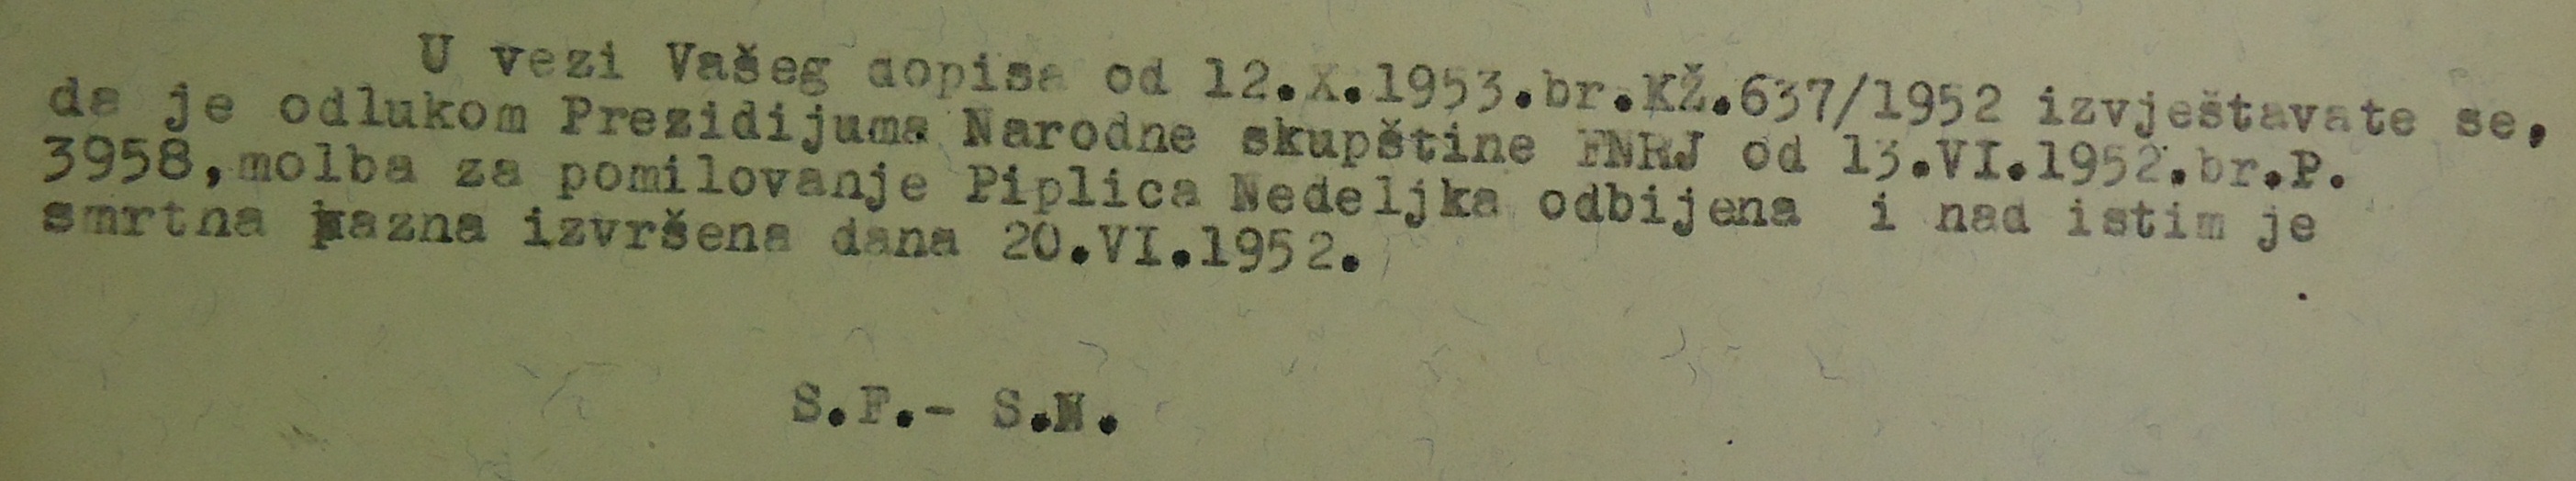 U vezi Vašeg dopisa od 12.X.1953.br.KŽ.637/1952 izvještavate se,
da je odlukom Prezidijuma Narodne skupštine FNRJ od 13.VI.1952.br.P.
3958,molba za pomilovanje Piplica Nedeljka odbijena i nad istim je
smrtna kazna izvršena dana 20.VI.1952.
S.F.- S.N.